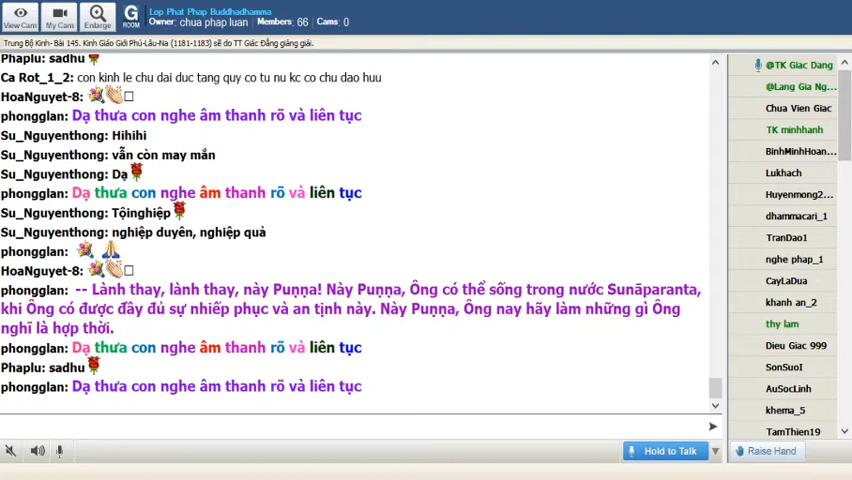 View Cam
My Cam
Enlarge
G
ROOM
Lop Phat Phap Buddhadhamma
Owner: chua phap luan Members: 66 Cams: 0
Trung Bộ Kinh- Bài 145. Kinh Giáo Giới Phú-Lâu-Na (1181-1183) sẽ do TT Giác Đẳng giảng giải.
Phaplu: sadhu
Ca Rot_1_2: con kinh le chu dai duc tang quy co tu nu kc co chu dao huu
HoaNguyet-8:
phongglan: Dạ thưa con nghe âm thanh rõ và liên tục
Su_Nguyenthong: Hihihi
Su_Nguyenthong: vẫn còn may mắn
Su_Nguyenthong: Dạ
phongglan: Dạ thưa con nghe âm thanh rõ và liên tục
Su_Nguyenthong: Tộinghiệp
Su_Nguyenthong: nghiệp duyên, nghiệp quả
phongglan:
HoaNguyet-8:
phongglan: -- Lành thay, lành thay, này Puṇṇa! Này Puṇṇa, Ông có thể sống trong nước Sunāparanta,
khi Ông có được đầy đủ sự nhiếp phục và an tịnh này. Này Puṇṇa, Ông nay hãy làm những gì Ông
nghĩ là hợp thời.
phongglan: Dạ thưa con nghe âm thanh rõ và liên tục
Phaplu: sadhu
phongglan: Dạ thưa con nghe âm thanh rõ và liên tục
Hold to Talk
Raise Hand
@TK Giac Dang
@Lang Gia Ng...
Chua Vien Giac
TK minhhanh
BinhMinhHoan...
Lukhach
Huyenmong2...
dhammacari_1
TranDao1
nghe phap_1
CayLaDua
khanh an_2
thy lam
Dieu Giac 999
SonSuoI
AuSocLinh
khema_5
TamThien19